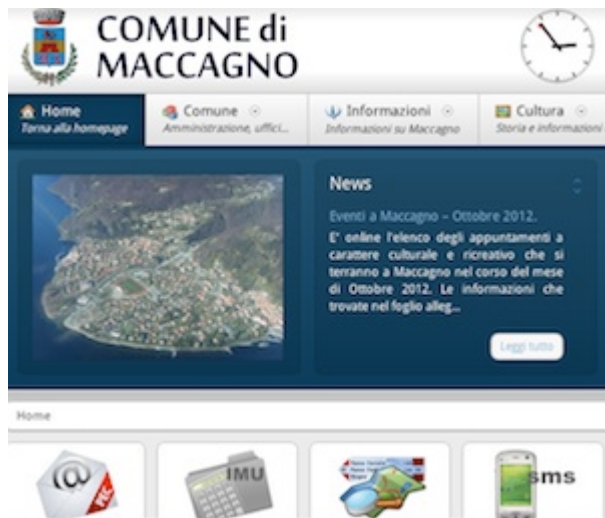 COMUNE di
MACCAGNO
Home
Torna alla homepage
Comune
Amministrazione, uffici...
Informazioni
Informazioni su Maccagno
Cultura
Storia e informazioni
News
Eventi a Maccagno – Ottobre 2012.
E' online l'elenco degli appuntamenti a
carattere culturale e ricreativo che si
terranno a Maccagno nel corso del mese
di Ottobre 2012. Le informazioni che
trovate nel foglio alleg...
Leggi tutto
Home
@
PEC
IMU
sms